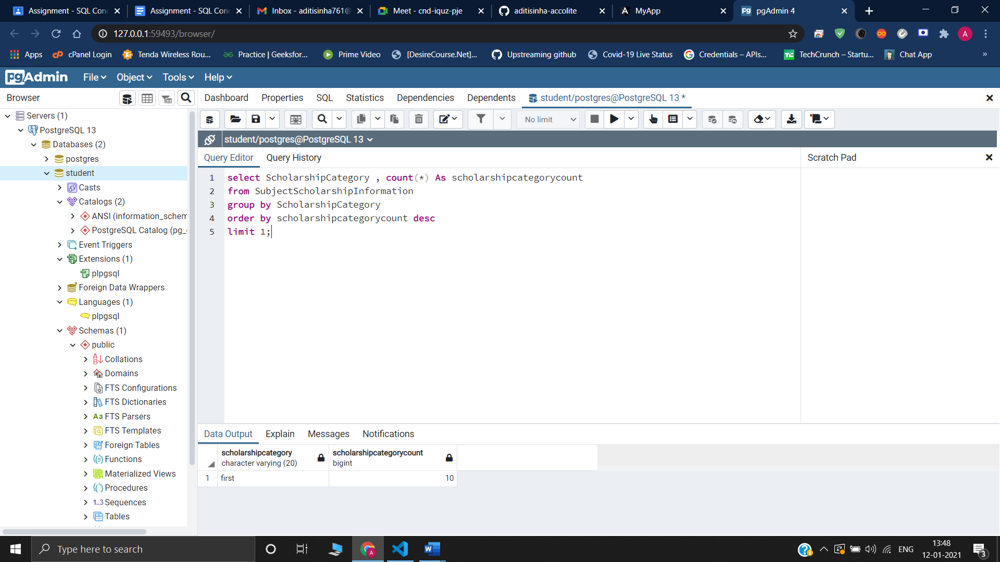 Assignment - SQL Con
Assignment - SQL Con
Inbox - aditisinha761@
Meet - cnd-iquz-pje
aditisinha-accolite
MyApp
pgAdmin 4
127.0.0.1:59493/browser/
A
Apps
cPanel Login
Tenda Wireless Rou...
Practice | Geeksfor...
Prime Video
[DesireCourse.Net]...
Upstreaming github
Covid-19 Live Status
Credentials – APIs...
TechCrunch – Startu...
Chat App
»
pgAdmin
File
Object
Tools
Help
Browser
Dashboard
Properties
SQL
Statistics
Dependencies
Dependents
student/postgres@PostgreSQL 13 *
No limit
student/postgres@PostgreSQL 13
Query Editor
Query History
Scratch Pad
Servers (1)
PostgreSQL 13
Databases (2)
postgres
student
Casts
Catalogs (2)
ANSI (information_schem
PostgreSQL Catalog (pg_
Event Triggers
Extensions (1)
plpgsql
Foreign Data Wrappers
Languages (1)
plpgsql
Schemas (1)
public
Collations
Domains
FTS Configurations
FTS Dictionaries
Aa FTS Parsers
FTS Templates
Foreign Tables
Functions
Materialized Views
Procedures
1..3 Sequences
Tables
1 select ScholarshipCategory , count(*) As scholarshipcategorycount
2 from SubjectScholarshipInformation
3 group by ScholarshipCategory
4 order by scholarshipcategorycount desc
5 limit 1;
Data Output
Explain
Messages
Notifications
scholarshipcategory
character varying (20)
scholarshipcategorycount
bigint
1 first 10
Type here to search
ENG
13:48
12-01-2021
3